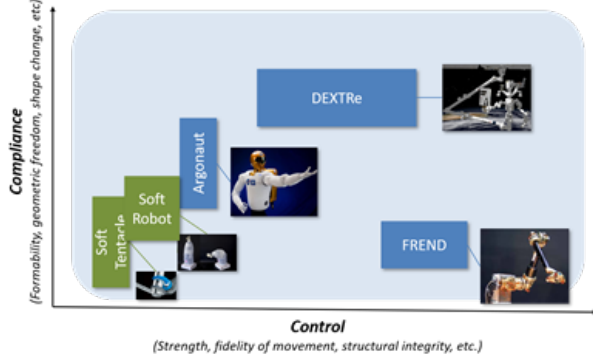 Compliance
(Formability, geometric freedom, shape change, etc)
DEXTRe
Argonaut
Soft
Robot
Soft
Tentacle
FREND
Control
(Strength, fidelity of movement, structural integrity, etc.)